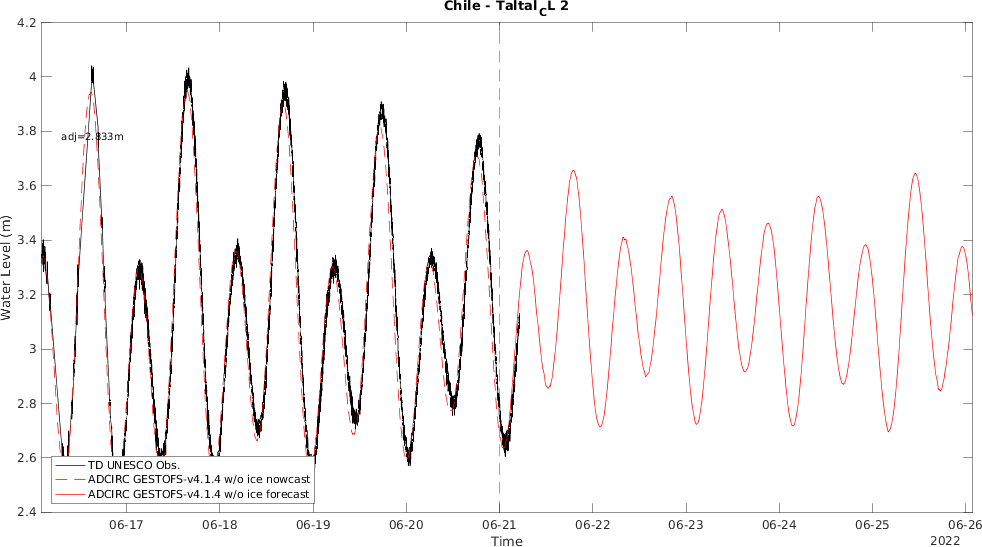 Chile - TaltalCL 2
4.2
4
3.8
3.6
3.4
3.2
3
2.8
2.6
2.4
Water Level (m)
adj=2.833m
TD UNESCO Obs.
ADCIRC GESTOFS-v4.1.4 w/o ice nowcast
ADCIRC GESTOFS-v4.1.4 w/o ice forecast
06-17 06-18 06-19 06-20 06-21 06-22 06-23 06-24 06-25 06-26
Time
2022